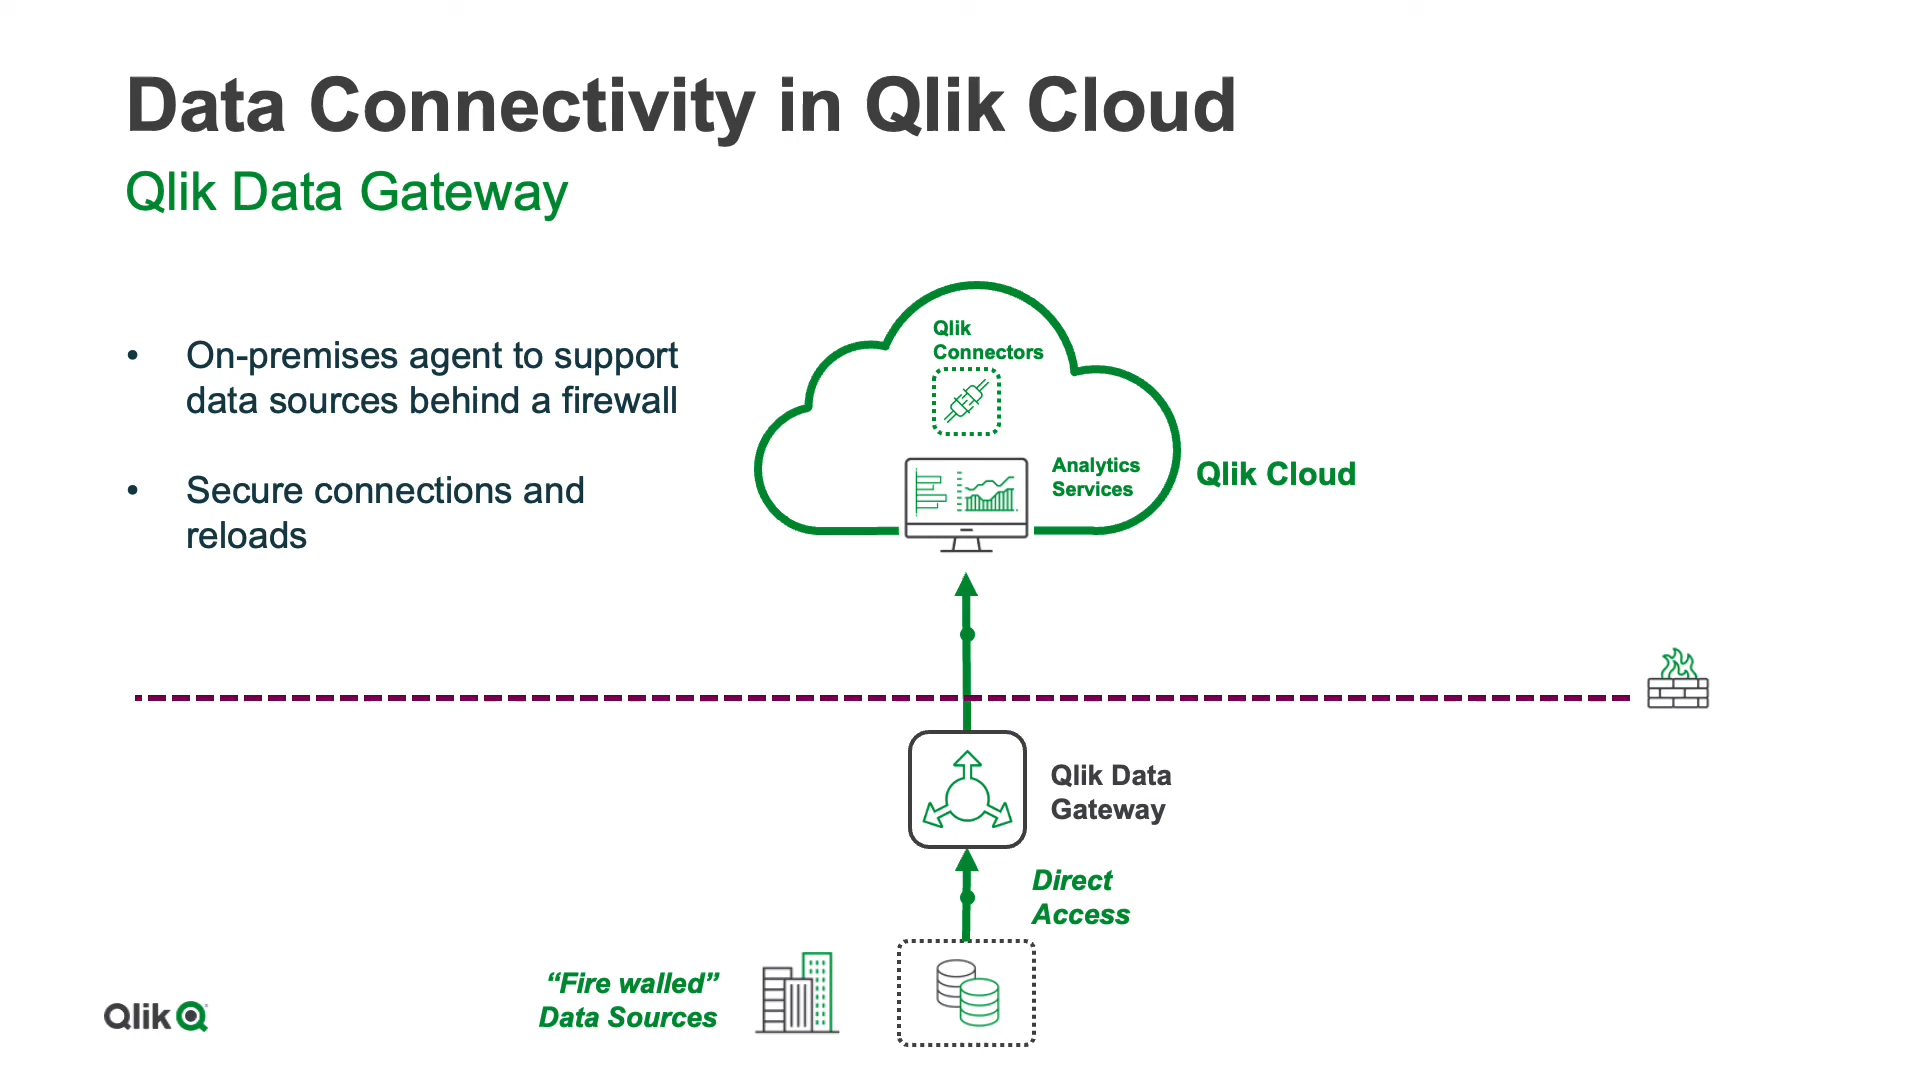 Data Connectivity in Qlik Cloud
Qlik Data Gateway
• On-premises agent to support
data sources behind a firewall
• Secure connections and
reloads
Qlik
Connectors
Analytics
Services
Qlik Cloud
Qlik Data
Gateway
Direct
Access
“Fire walled”
Data Sources
Qlik